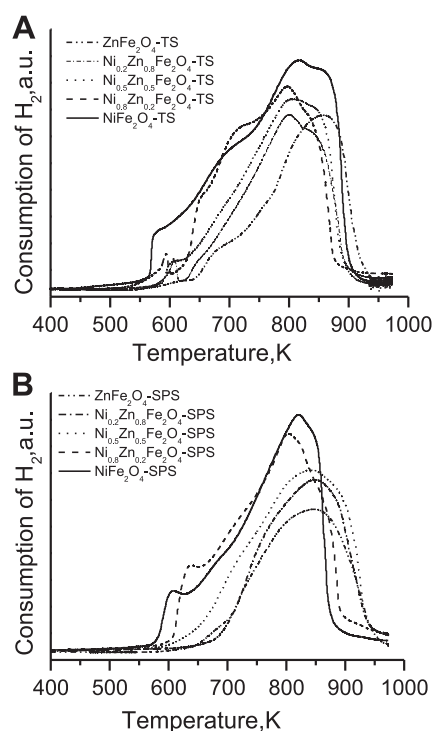 A
ZnFe₂O₄-TS
Ni₀.₂Zn₀.₈Fe₂O₄-TS
Ni₀.₅Zn₀.₅Fe₂O₄-TS
Ni₀.₈Zn₀.₂Fe₂O₄-TS
NiFe₂O₄-TS
Consumption of H₂,a.u.
400 500 600 700 800 900 1000
Temperature,K
B
ZnFe₂O₄-SPS
Ni₀.₂Zn₀.₈Fe₂O₄-SPS
Ni₀.₅Zn₀.₅Fe₂O₄-SPS
Ni₀.₈Zn₀.₂Fe₂O₄-SPS
NiFe₂O₄-SPS
Consumption of H₂,a.u.
400 500 600 700 800 900 1000
Temperature,K